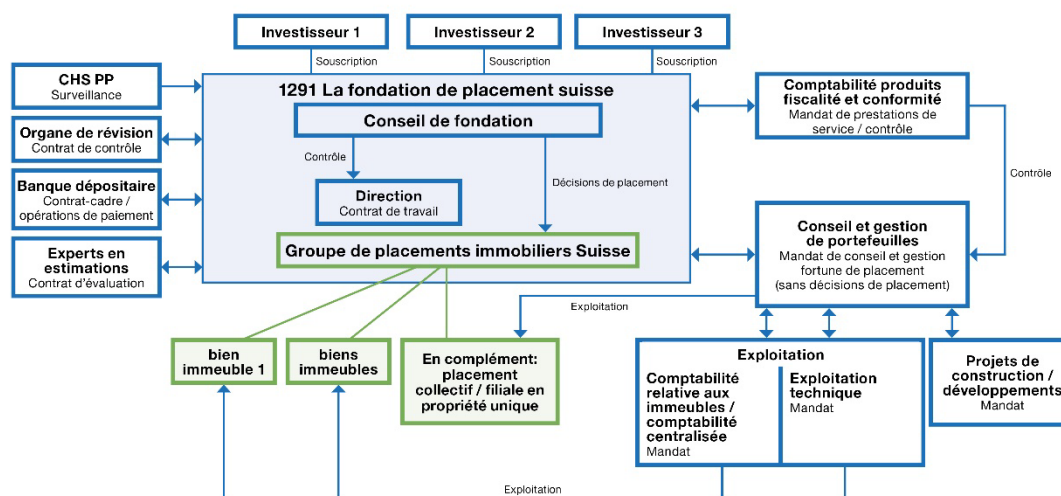 Investisseur 1
Investisseur 2
Investisseur 3
Souscription
Souscription
Souscription
CHS PP
Surveillance
Organe de révision
Contrat de contrôle
Banque dépositaire
Contrat-cadre /
opérations de paiement
Experts en
estimations
Contrat d'évaluation
1291 La fondation de placement suisse
Conseil de fondation
Contrôle
Décisions de placement
Direction
Contrat de travail
Groupe de placements immobiliers Suisse
Comptabilité produits
fiscalité et conformité
Mandat de prestations de
service / contrôle
Contrôle
Conseil et gestion
de portefeuilles
Mandat de conseil et gestion
fortune de placement
(sans décisions de placement)
Exploitation
bien
immeuble 1
biens
immeubles
En complément:
placement
collectif / filiale en
propriété unique
Exploitation
Comptabilité
relative aux
immeubles /
comptabilité
centralisée
Mandat
Exploitation
technique
Mandat
Projets de
construction /
développements
Mandat
Exploitation